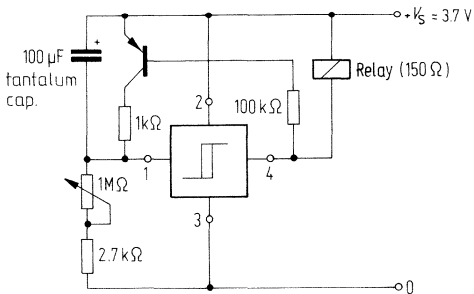 +Vs = 3.7 V
100 µF
tantalum
cap.
+
Relay (150 Ω)
2
1kΩ
100 kΩ
1
4
1MΩ
3
2.7 kΩ
0